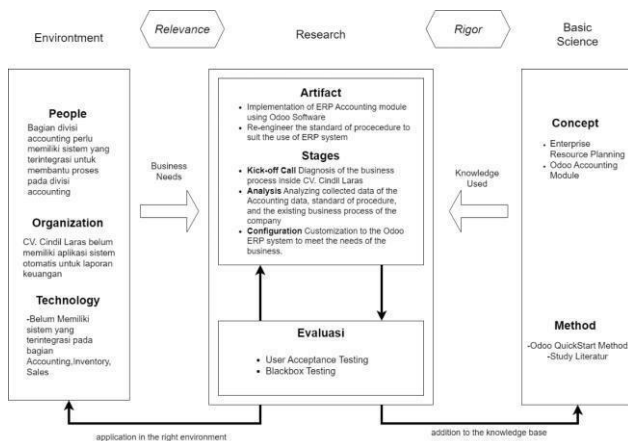 Environtment
Relevance
Research
Rigor
Basic
Science
People
Bagian divisi
accounting perlu
memiliki sistem yang
terintegrasi untuk
membantu proses
pada divisi
accounting
Organization
CV. Cindil Laras belum
memiliki aplikasi sistem
otomatis untuk laporan
keuangan
Technology
-Belum Memiliki
sistem yang
terintegrasi pada
bagian
Accounting,Inventory,
Sales
Business
Needs
Artifact
• Implementation of ERP Accounting module
using Odoo Software
• Re-engineer the standard of procecedure to
suit the use of ERP system
Stages
• Kick-off Call Diagnosis of the business
process inside CV. Cindil Laras
• Analysis Analyzing collected data of the
Accounting data, standard of procedure,
and the existing business process of the
company
• Configuration Customization to the Odoo
ERP system to meet the needs of the
business.
Evaluasi
• User Acceptance Testing
• Blackbox Testing
Knowledge
Used
Concept
• Enterprise
Resource Planning
• Odoo Accounting
Module
Method
-Odoo QuickStart Method
-Study Literatur
application in the right environment
addition to the knowledge base